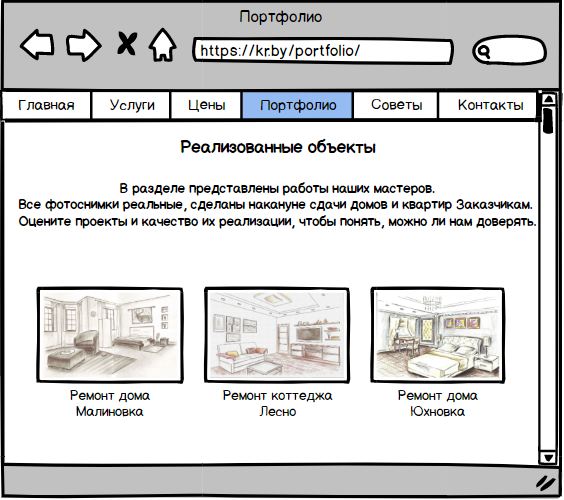 Портфолио
https://kr.by/portfolio/
Главная Услуги Цены Портфолио Советы Контакты
Реализованные объекты
В разделе представлены работы наших мастеров.
Все фотоснимки реальные, сделаны накануне сдачи домов и квартир Заказчикам.
Оцените проекты и качество их реализации, чтобы понять, можно ли нам доверять.
Ремонт дома Ремонт коттеджа Ремонт дома
Малиновка Лесно Юхновка